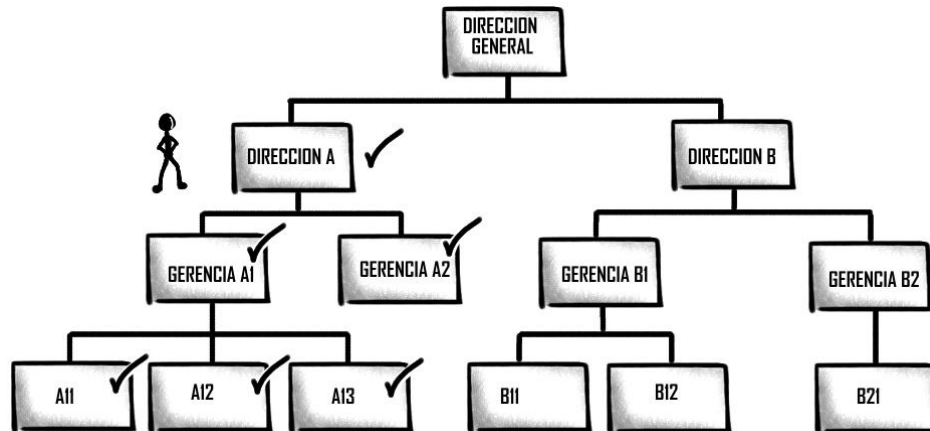 DIRECCION
GENERAL
DIRECCION A
DIRECCION B
GERENCIA A1
GERENCIA A2
GERENCIA B1
GERENCIA B2
A11
A12
A13
B11
B12
B21